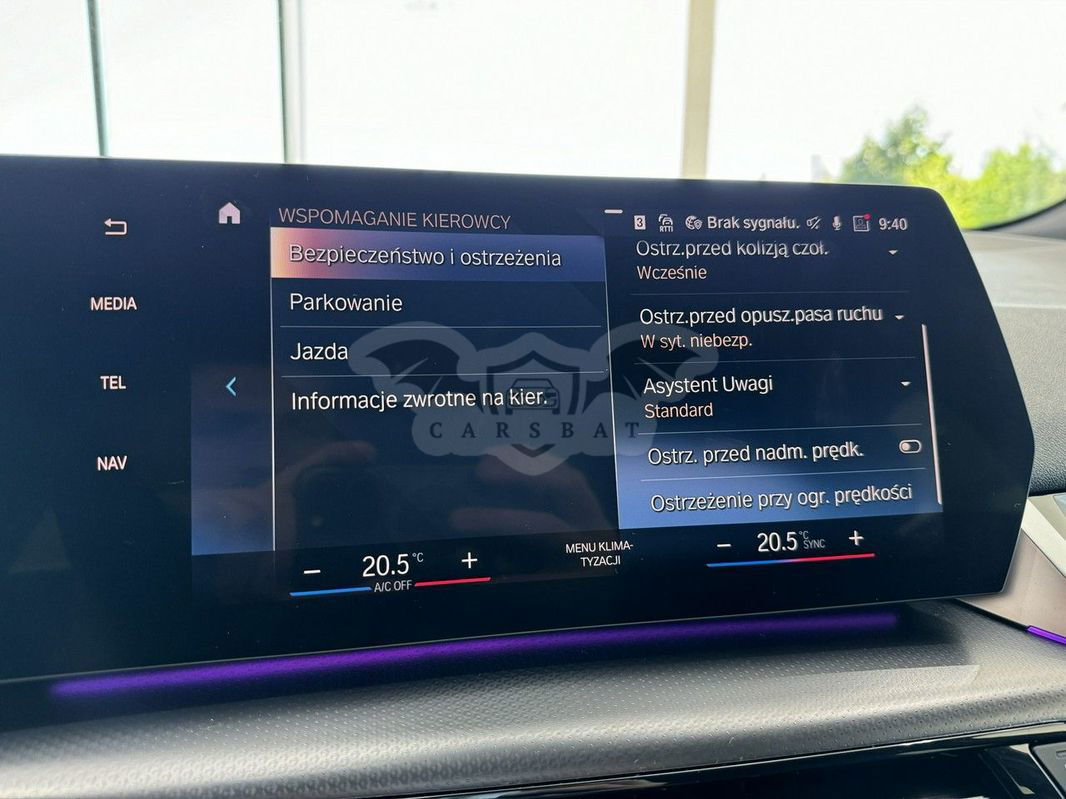 WSPOMAGANIE KIEROWCY
3
RTTI
Brak sygnału.
9:40
MEDIA
TEL
NAV
Bezpieczeństwo i ostrzeżenia
Parkowanie
Jazda
Informacje zwrotne na kier.
Ostrz.przed kolizją czoł.
Wcześnie
Ostrz.przed opusz.pasa ruchu
W syt. niebezp.
Asystent Uwagi
Standard
Ostrz. przed nadm. prędk.
Ostrzeżenie przy ogr. prędkości
CARSBAT
− 20.5 °C +
A/C OFF
MENU KLIMA-
TYZACJI
− 20.5 °C SYNC +